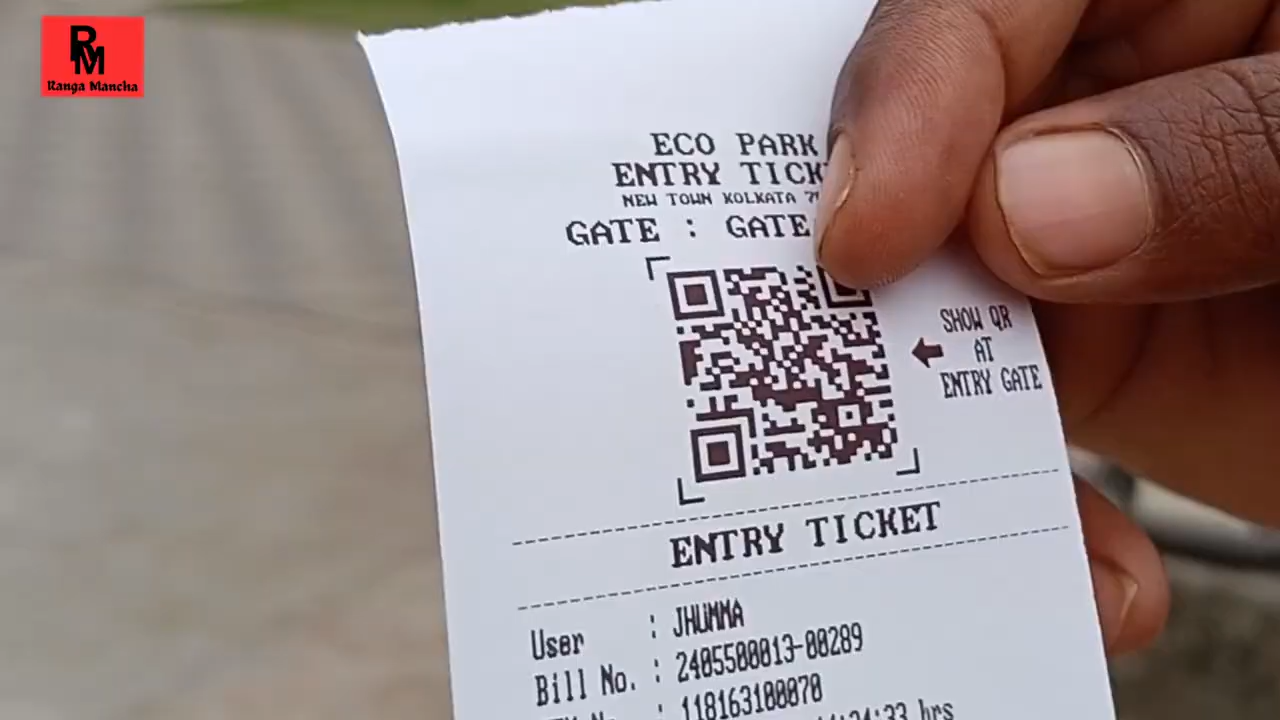 RM
Ranga Mancha
ECO PARK
ENTRY
NEW TOWN KOLKATA
GATE : GATE
SHOW QR
AT
ENTRY GATE
ENTRY TICKET
User : JHUMMA
Bill No. : 2405500013-00289
: 118163100070
hrs